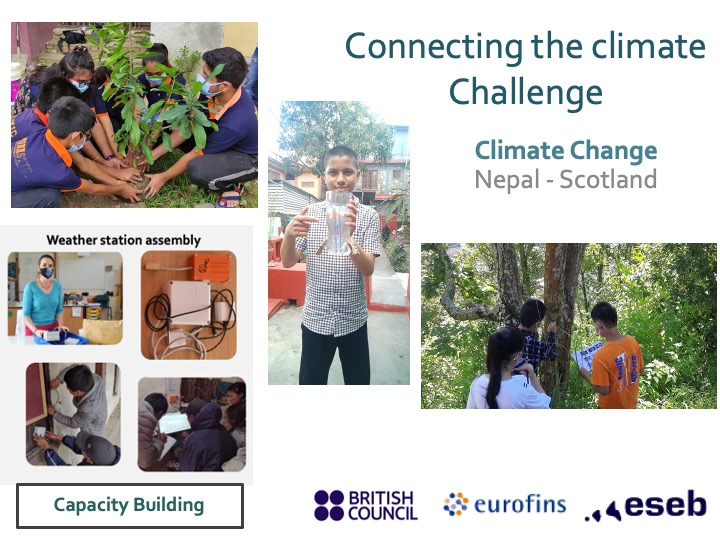 Connecting the climate
Challenge
Climate Change
Nepal - Scotland
Weather station assembly
Capacity Building
BRITISH
COUNCIL
eurofins
eseb